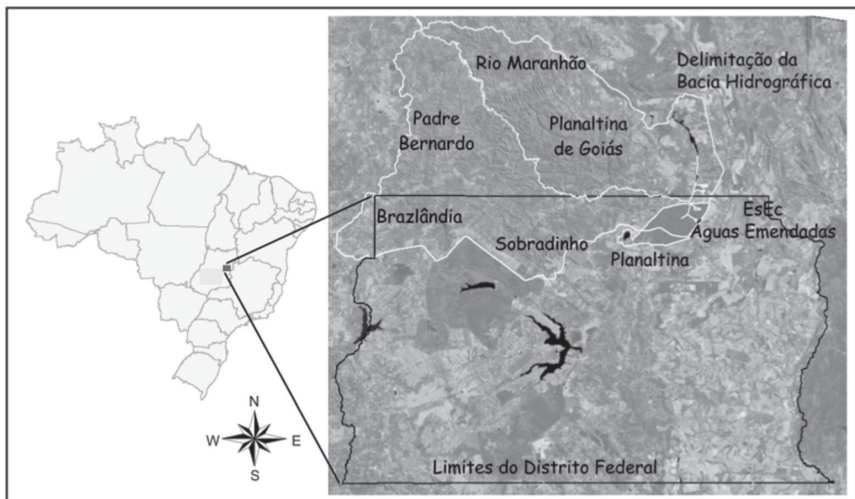 Rio Maranhão
Delimitação da
Bacia Hidrográfica
Padre
Bernardo
Planaltina
de Goiás
Brazlândia
EsEc
Águas Emendadas
Sobradinho
Planaltina
N
W
E
S
Limites do Distrito Federal